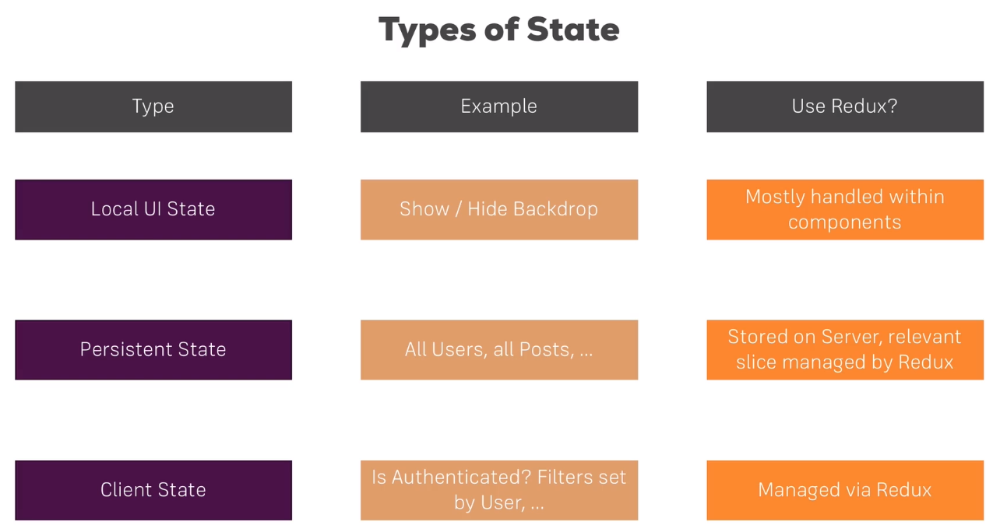 Types of State
Type
Example
Use Redux?
Local UI State
Show / Hide Backdrop
Mostly handled within
components
Persistent State
All Users, all Posts, ...
Stored on Server, relevant
slice managed by Redux
Client State
Is Authenticated? Filters set
by User, ...
Managed via Redux